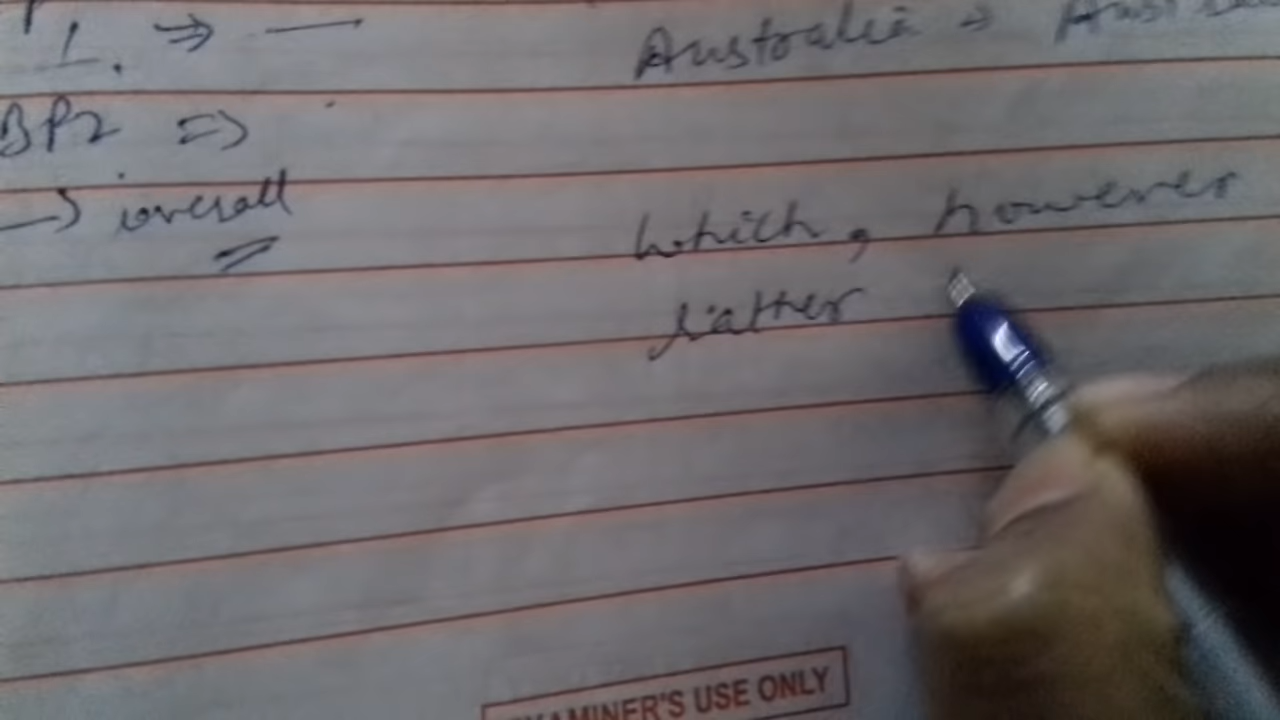 1. ⇒ — Australia →
BP2 ⇒
→ overall
which, however
latter
EXAMINER'S USE ONLY